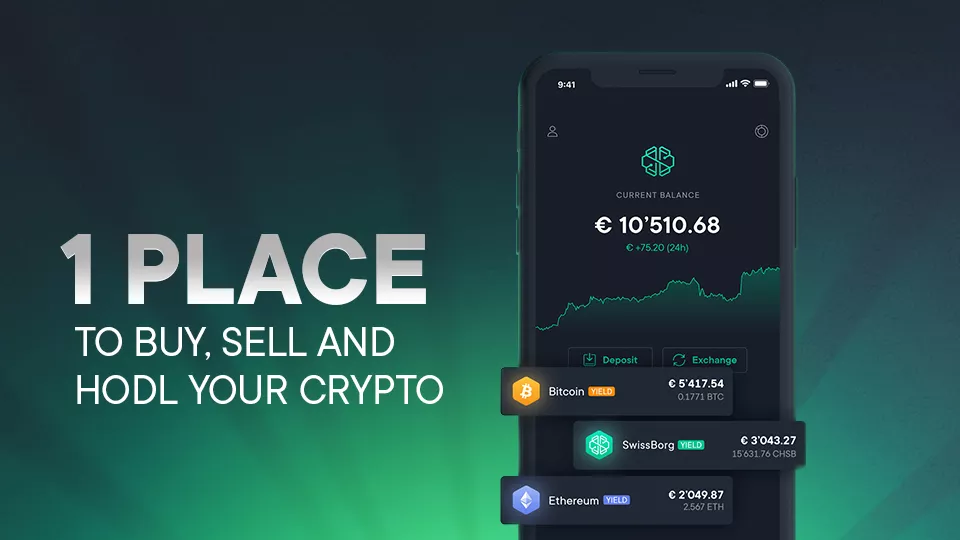 1 PLACE
TO BUY, SELL AND
HODL YOUR CRYPTO
9:41
CURRENT BALANCE
€ 10’510.68
€ +75.20 (24h)
Deposit
Exchange
Bitcoin YIELD
€ 5’417.54
0.1771 BTC
SwissBorg YIELD
€ 3’043.27
15’631.76 CHSB
Ethereum YIELD
€ 2’049.87
2.567 ETH